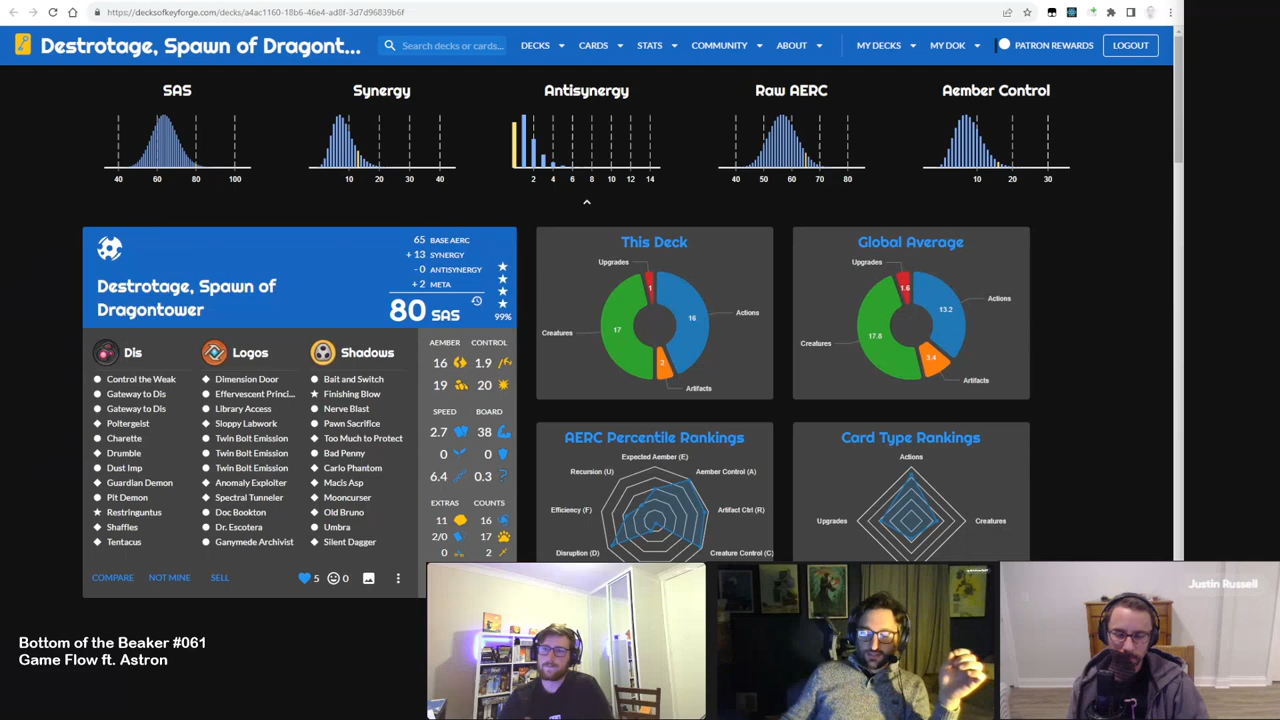 https://decksofkeyforge.com/decks/a4ac1160-18b6-46e4-ad8f-3d7d96839b6f
Destrotage, Spawn of Dragont...
Search decks or cards...
DECKS
CARDS
STATS
COMMUNITY
ABOUT
MY DECKS
MY DOK
PATRON REWARDS
LOGOUT
SAS
Synergy
Antisynergy
Raw AERC
Aember Control
40 60 80 100
10 20 30 40
2 4 6 8 10 12 14
40 50 60 70 80
10 20 30
Destrotage, Spawn of
Dragontower
65 BASE AERC
+ 13 SYNERGY
- 0 ANTISYNERGY
+ 2 META
80 SAS
99%
Dis
Control the Weak
Gateway to Dis
Gateway to Dis
Poltergeist
Charette
Drumble
Dust Imp
Guardian Demon
Pit Demon
Restringuntus
Shaffles
Tentacus
Logos
Dimension Door
Effervescent Princi...
Library Access
Sloppy Labwork
Twin Bolt Emission
Twin Bolt Emission
Twin Bolt Emission
Anomaly Exploiter
Spectral Tunneler
Doc Bookton
Dr. Escotera
Ganymede Archivist
Shadows
Bait and Switch
Finishing Blow
Nerve Blast
Pawn Sacrifice
Too Much to Protect
Bad Penny
Carlo Phantom
Macis Asp
Mooncurser
Old Bruno
Umbra
Silent Dagger
AEMBER CONTROL
16 1.9
19 20
SPEED BOARD
2.7 38
0 0
6.4 0.3
EXTRAS COUNTS
11 16
2/0 17
0 2
COMPARE
NOT MINE
SELL
5
0
This Deck
Upgrades
1
16
Actions
Creatures
17
2
Artifacts
Global Average
Upgrades
1.6
13.2
Actions
Creatures
17.8
3.4
Artifacts
AERC Percentile Rankings
Expected Aember (E)
Recursion (U)
Aember Control (A)
Efficiency (F)
Artifact Ctrl (R)
Disruption (D)
Creature Control (C)
Card Type Rankings
Actions
Upgrades
Creatures
Bottom of the Beaker #061
Game Flow ft. Astron
Justin Russell